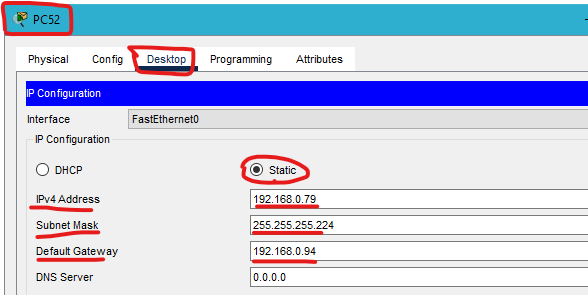 PC52
Physical Config Desktop Programming Attributes
IP Configuration
Interface FastEthernet0
IP Configuration
DHCP Static
IPv4 Address 192.168.0.79
Subnet Mask 255.255.255.224
Default Gateway 192.168.0.94
DNS Server 0.0.0.0